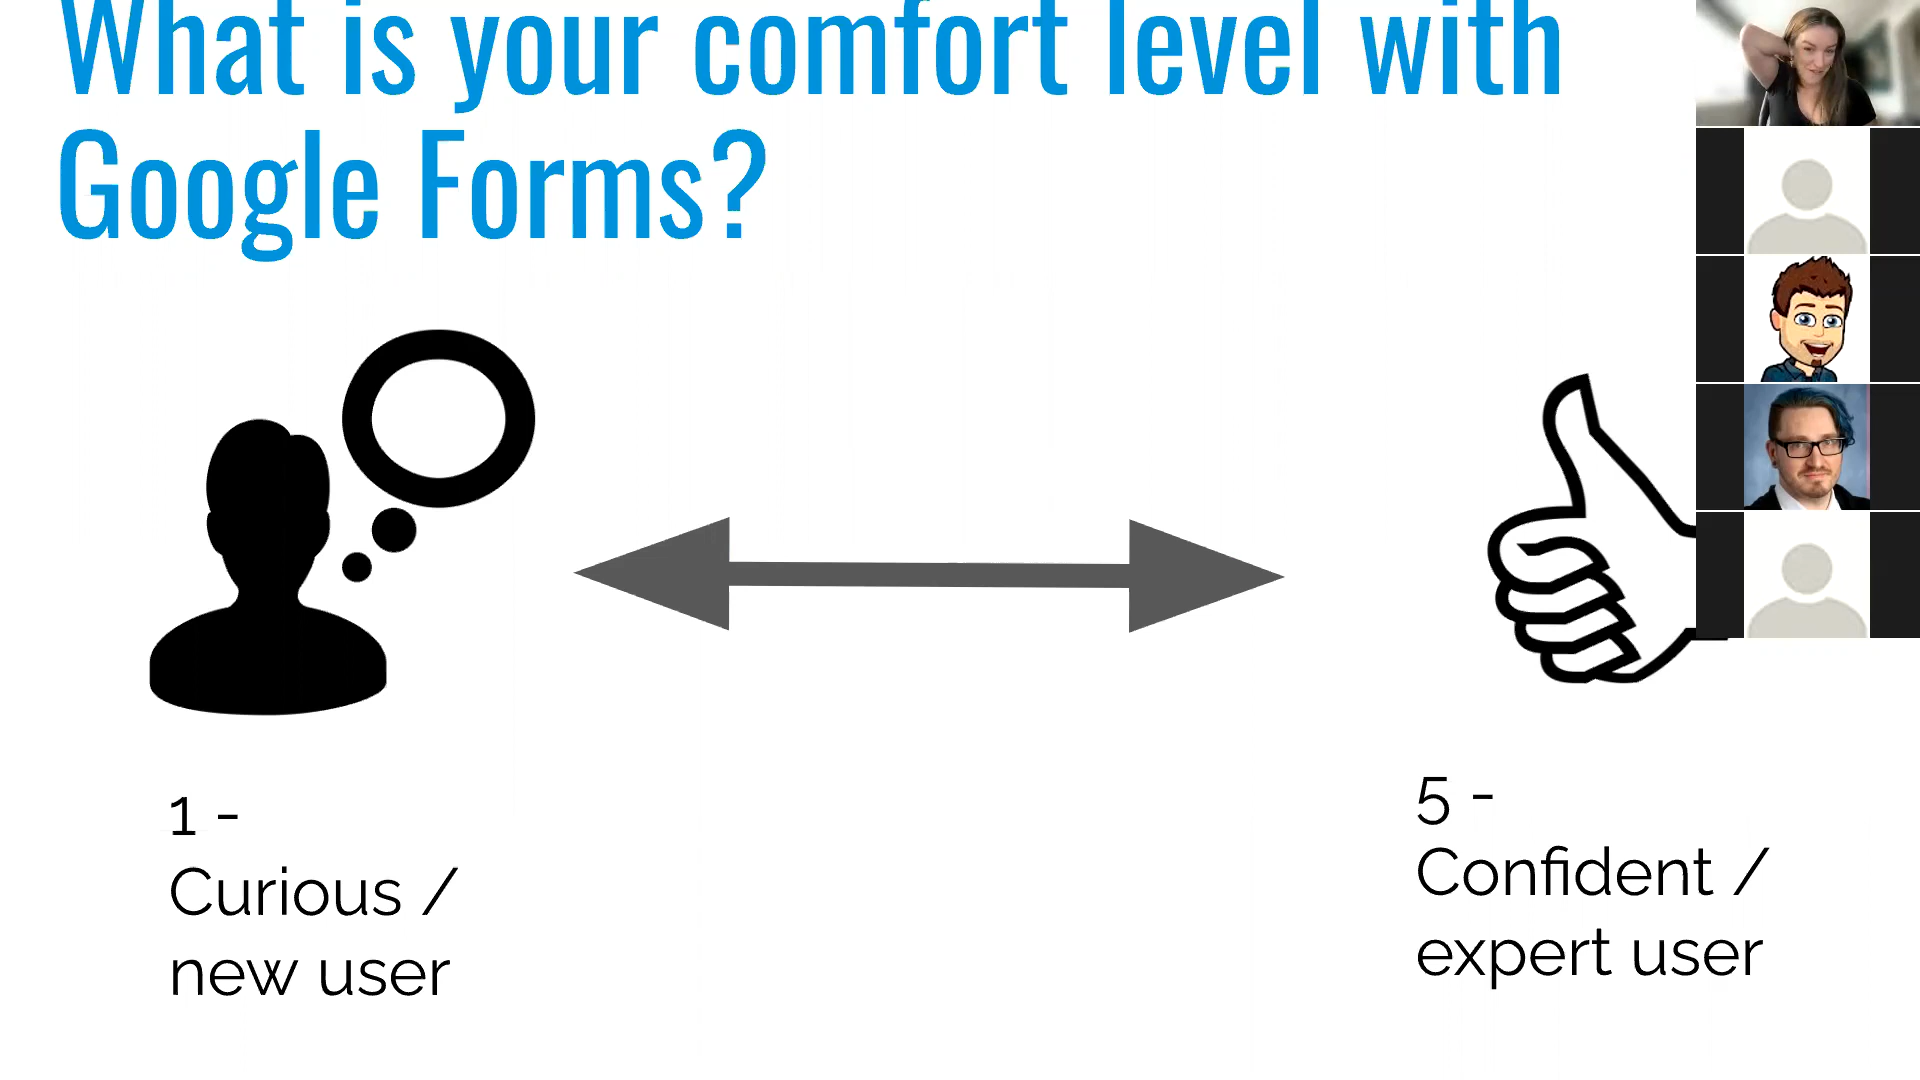 What is your comfort level with
Google Forms?
1 -
Curious /
new user
5 -
Confident /
expert user